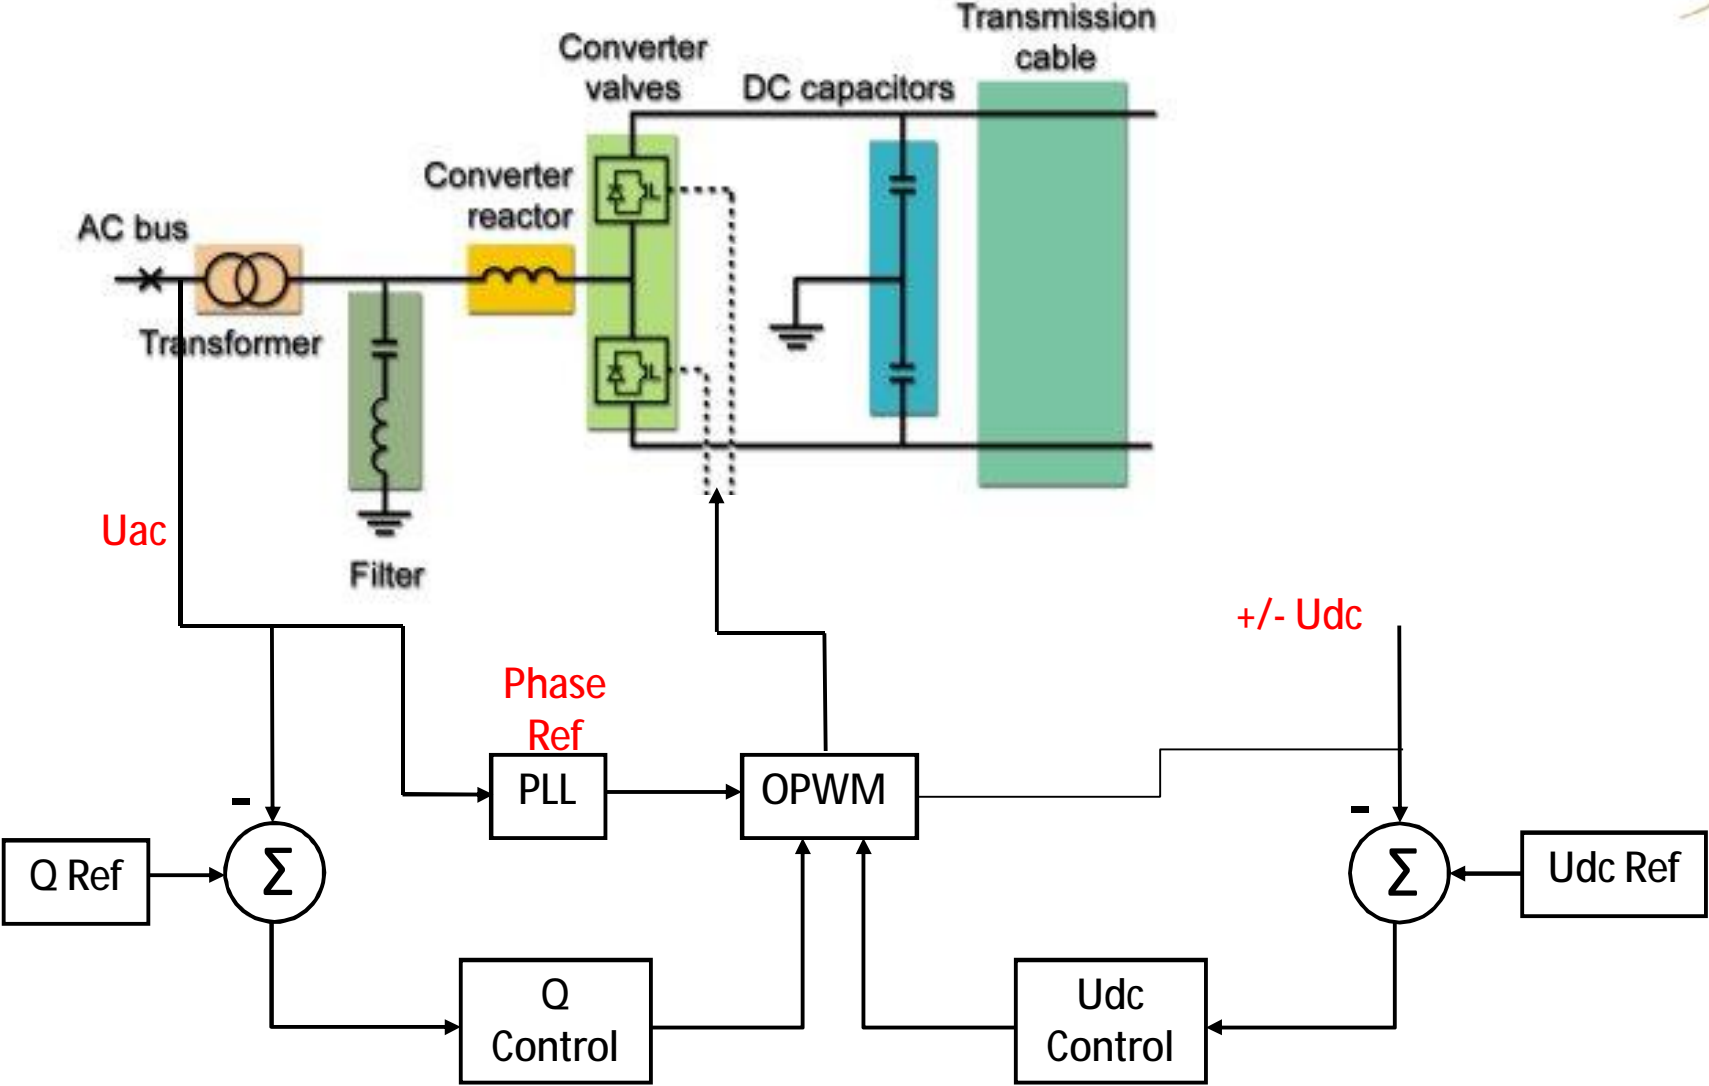 Transmission
cable
Converter
valves
DC capacitors
Converter
reactor
AC bus
Transformer
Uac
Filter
+/- Udc
Phase
Ref
PLL
OPWM
-
-
Q Ref
Σ
Σ
Udc Ref
Q
Control
Udc
Control